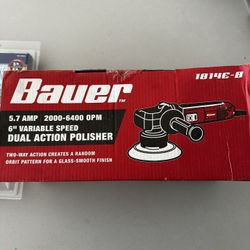 Bauer™
1814E-B
5.7 AMP 2000-6400 OPM
6" VARIABLE SPEED
DUAL ACTION POLISHER
TWO-WAY ACTION CREATES A RANDOM
ORBIT PATTERN FOR A GLASS-SMOOTH FINISH